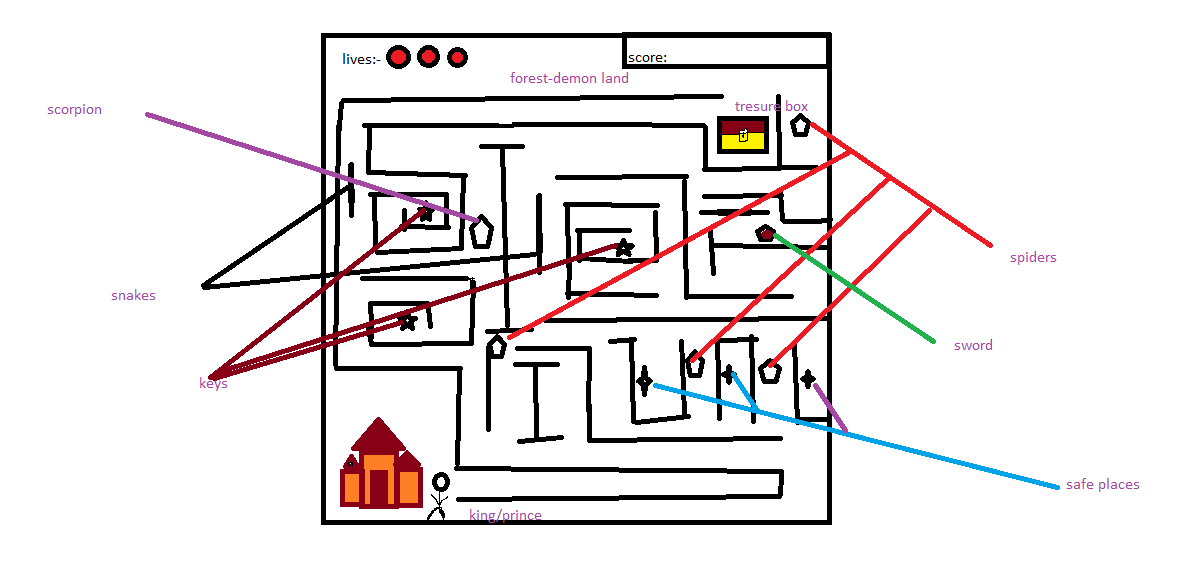 lives:-
score:
forest-demon land
scorpion
tresure box
spiders
snakes
sword
keys
safe places
king/prince